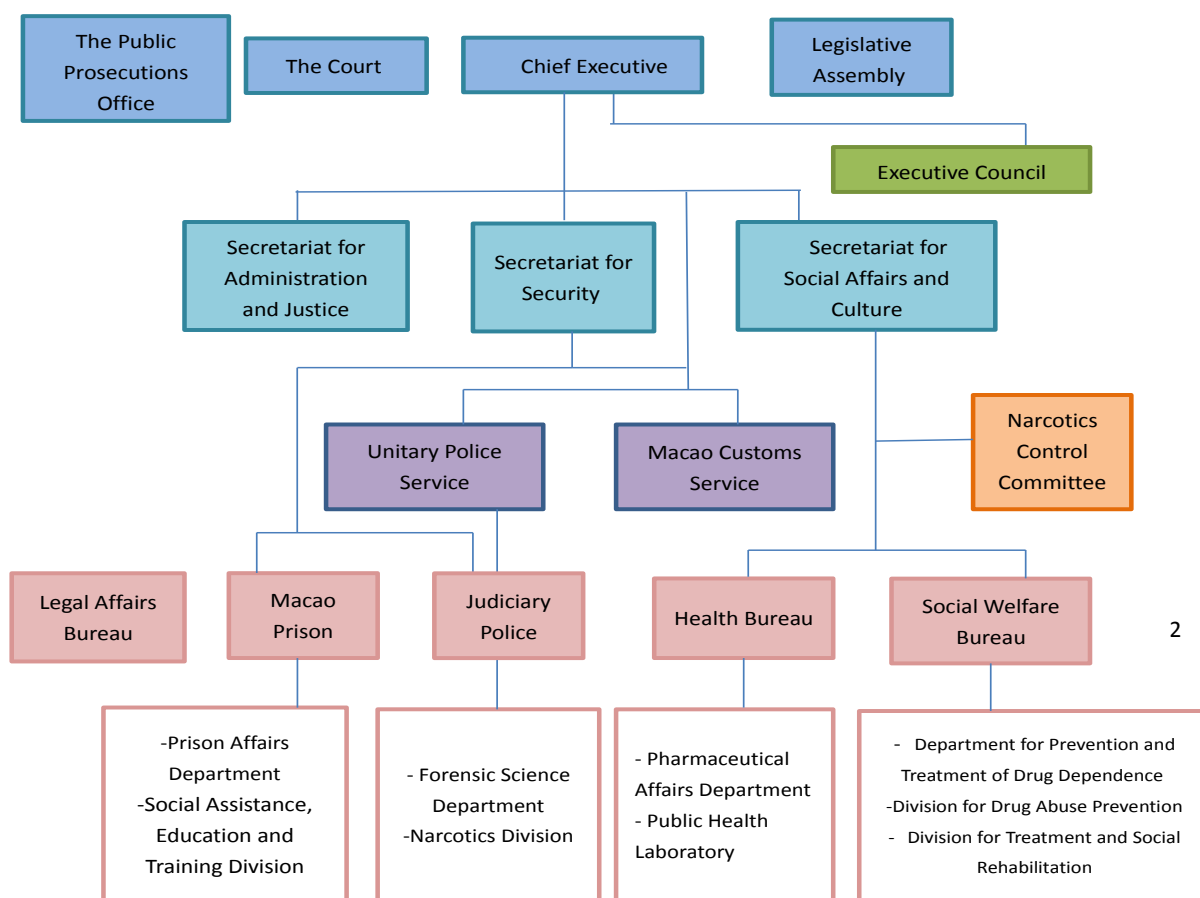 The Public
Prosecutions
Office
The Court
Chief Executive
Legislative
Assembly
Executive Council
Secretariat for
Administration
and Justice
Secretariat for
Security
Secretariat for
Social Affairs and
Culture
Unitary Police
Service
Macao Customs
Service
Narcotics
Control
Committee
Legal Affairs
Bureau
Macao
Prison
Judiciary
Police
Health Bureau
Social Welfare
Bureau
2
-Prison Affairs
Department
-Social Assistance,
Education and
Training Division
- Forensic Science
Department
-Narcotics Division
- Pharmaceutical
Affairs Department
- Public Health
Laboratory
- Department for Prevention and
Treatment of Drug Dependence
-Division for Drug Abuse Prevention
- Division for Treatment and Social
Rehabilitation